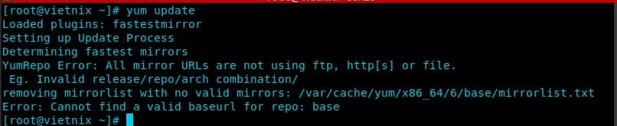 [root@vietnix ~]# yum update
Loaded plugins: fastestmirror
Setting up Update Process
Determining fastest mirrors
YumRepo Error: All mirror URLs are not using ftp, http[s] or file.
 Eg. Invalid release/repo/arch combination/
removing mirrorlist with no valid mirrors: /var/cache/yum/x86_64/6/base/mirrorlist.txt
Error: Cannot find a valid baseurl for repo: base
[root@vietnix ~]#